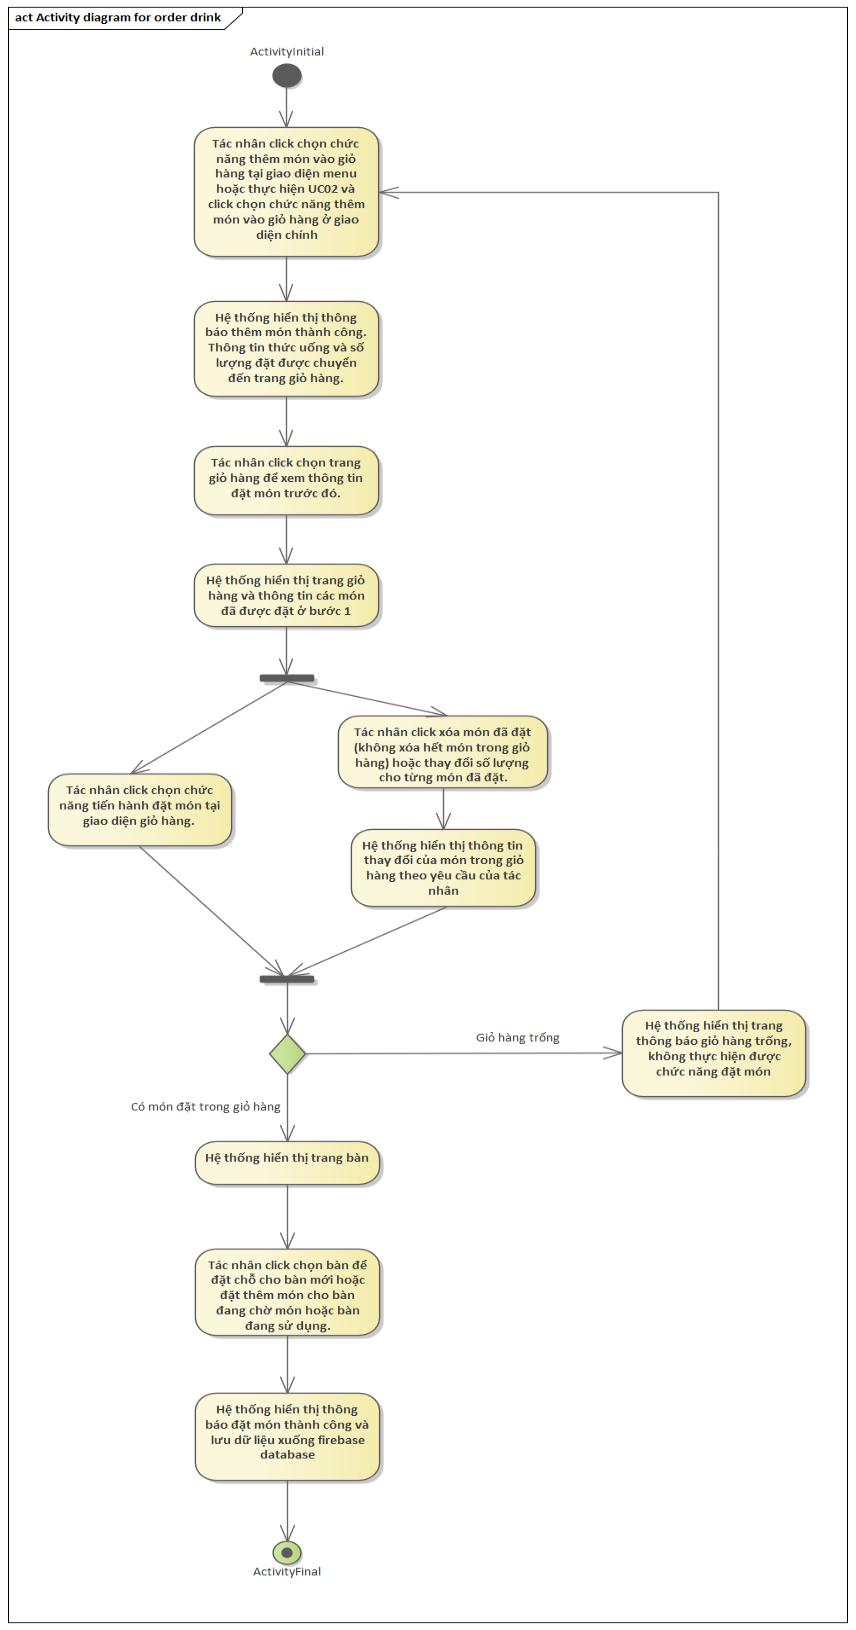 act Activity diagram for order drink
ActivityInitial
Tác nhân click chọn chức
năng thêm món vào giỏ
hàng tại giao diện menu
hoặc thực hiện UC02 và
click chọn chức năng thêm
món vào giỏ hàng ở giao
diện chính
Hệ thống hiển thị thông
báo thêm món thành công.
Thông tin thức uống và số
lượng đặt được chuyển
đến trang giỏ hàng.
Tác nhân click chọn trang
giỏ hàng để xem thông tin
đặt món trước đó.
Hệ thống hiển thị trang giỏ
hàng và thông tin các món
đã được đặt ở bước 1
Tác nhân click xóa món đã đặt
(không xóa hết món trong giỏ
hàng) hoặc thay đổi số lượng
cho từng món đã đặt.
Tác nhân click chọn chức
năng tiến hành đặt món tại
giao diện giỏ hàng.
Hệ thống hiển thị thông tin
thay đổi của món trong giỏ
hàng theo yêu cầu của tác
nhân
Giỏ hàng trống
Hệ thống hiển thị trang
thông báo giỏ hàng trống,
không thực hiện được
chức năng đặt món
Có món đặt trong giỏ hàng
Hệ thống hiển thị trang bàn
Tác nhân click chọn bàn để
đặt chỗ cho bàn mới hoặc
đặt thêm món cho bàn
đang chờ món hoặc bàn
đang sử dụng.
Hệ thống hiển thị thông
báo đặt món thành công và
lưu dữ liệu xuống firebase
database
ActivityFinal